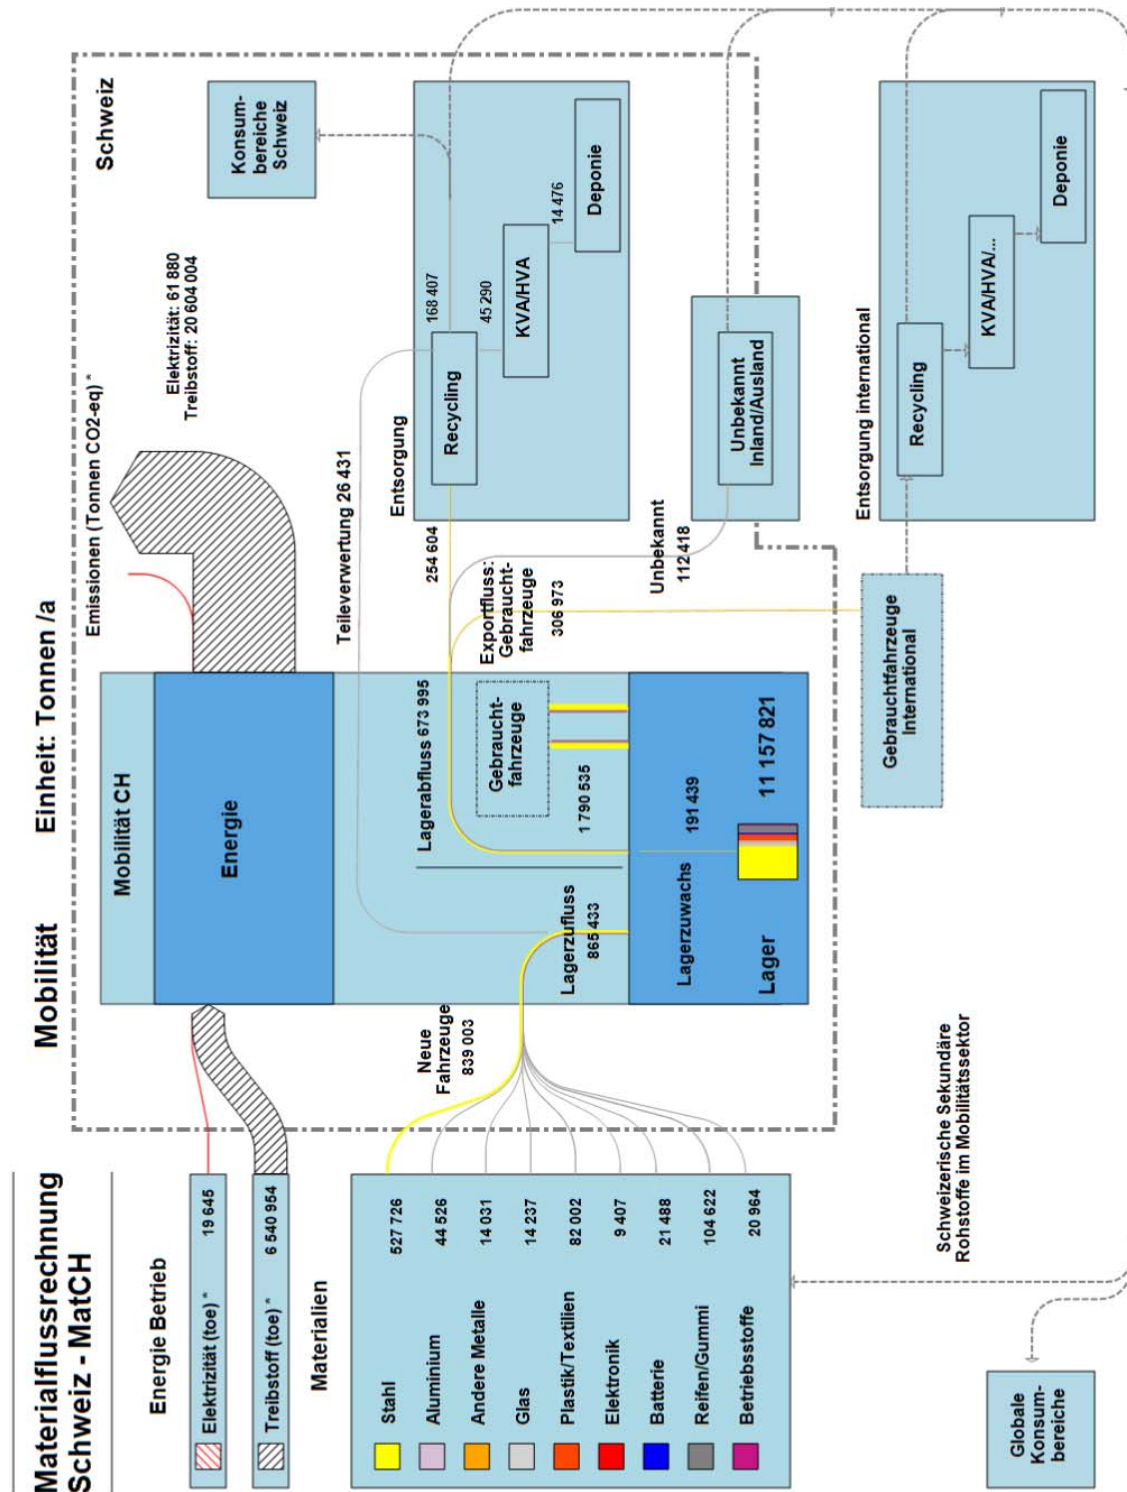 Materialflussrechnung
Schweiz - MatCH
Mobilität
Einheit: Tonnen /a
Schweiz
Energie Betrieb
Elektrizität (toe) *
19 645
Treibstoff (toe) *
6 540 954
Materialien
Stahl
527 726
Aluminium
44 526
Andere Metalle
14 031
Glas
14 237
Plastik/Textilien
82 002
Elektronik
9 407
Batterie
21 488
Reifen/Gummi
104 622
Betriebsstoffe
20 964
Mobilität CH
Energie
Emissionen (Tonnen CO2-eq) *
Elektrizität: 61 880
Treibstoff: 20 604 004
Neue
Fahrzeuge
839 003
Lagerzufluss
865 433
Lagerabfluss 673 995
Gebraucht-
fahrzeuge
1 790 535
Lagerzuwachs
191 439
Lager
11 157 821
Teileverwertung 26 431
254 604
Exportfluss:
Gebraucht-
fahrzeuge
306 973
Unbekannt
112 418
Konsum-
bereiche
Schweiz
Entsorgung
Recycling
168 407
45 290
KVA/HVA
14 476
Deponie
Unbekannt
Inland/Ausland
Gebrauchtfahrzeuge
International
Entsorgung international
Recycling
KVA/HVA/...
Deponie
Schweizerische Sekundäre
Rohstoffe im Mobilitätssektor
Globale
Konsum-
bereiche